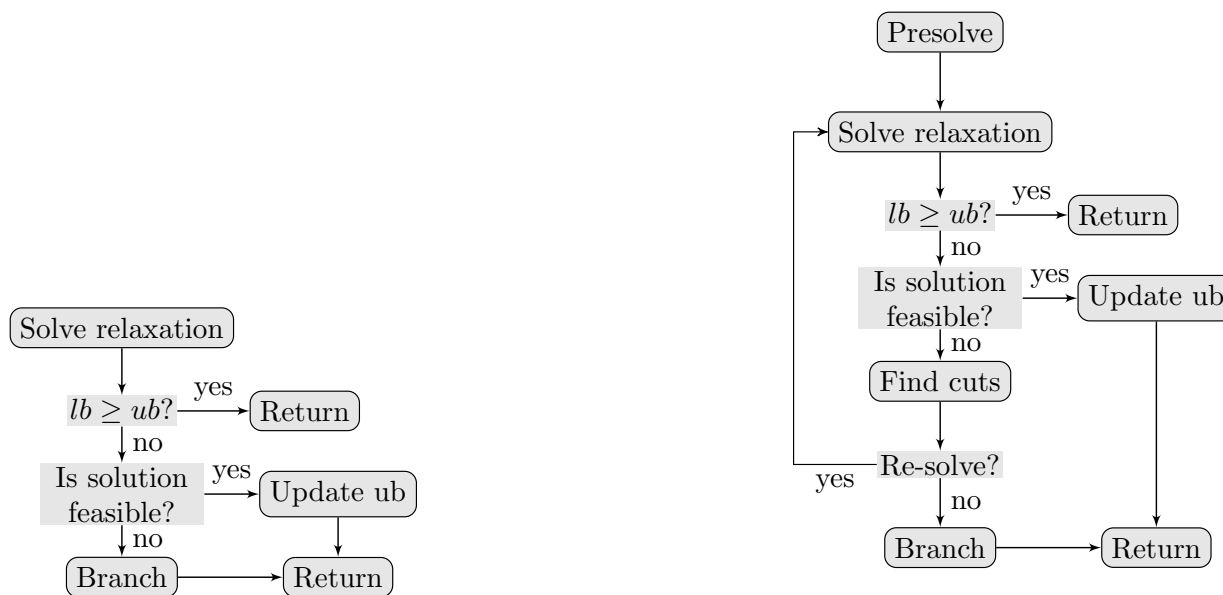 Solve relaxation
lb ≥ ub?
yes
Return
no
Is solution
feasible?
yes
Update ub
no
Branch
Return
Presolve
Solve relaxation
lb ≥ ub?
yes
Return
no
Is solution
feasible?
yes
Update ub
no
Find cuts
Re-solve?
yes
no
Branch
Return